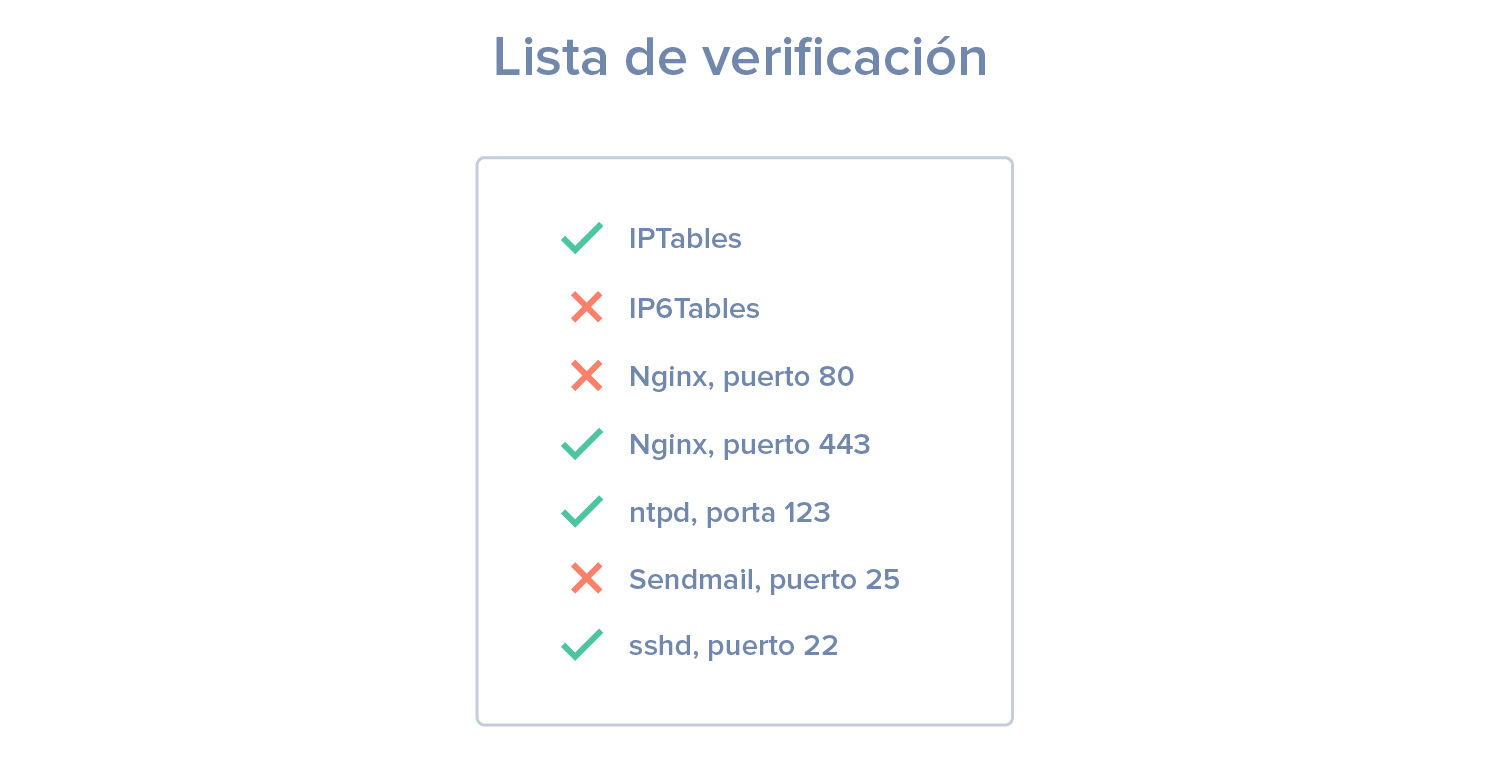 Lista de verificación
IPTables
IP6Tables
Nginx, puerto 80
Nginx, puerto 443
ntpd, porta 123
Sendmail, puerto 25
sshd, puerto 22